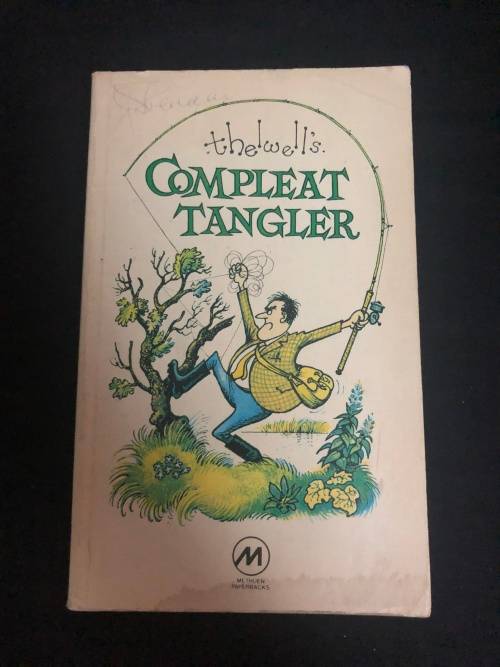 thelwell's
COMPLEAT
TANGLER
M
METHUEN
PAPERBACKS